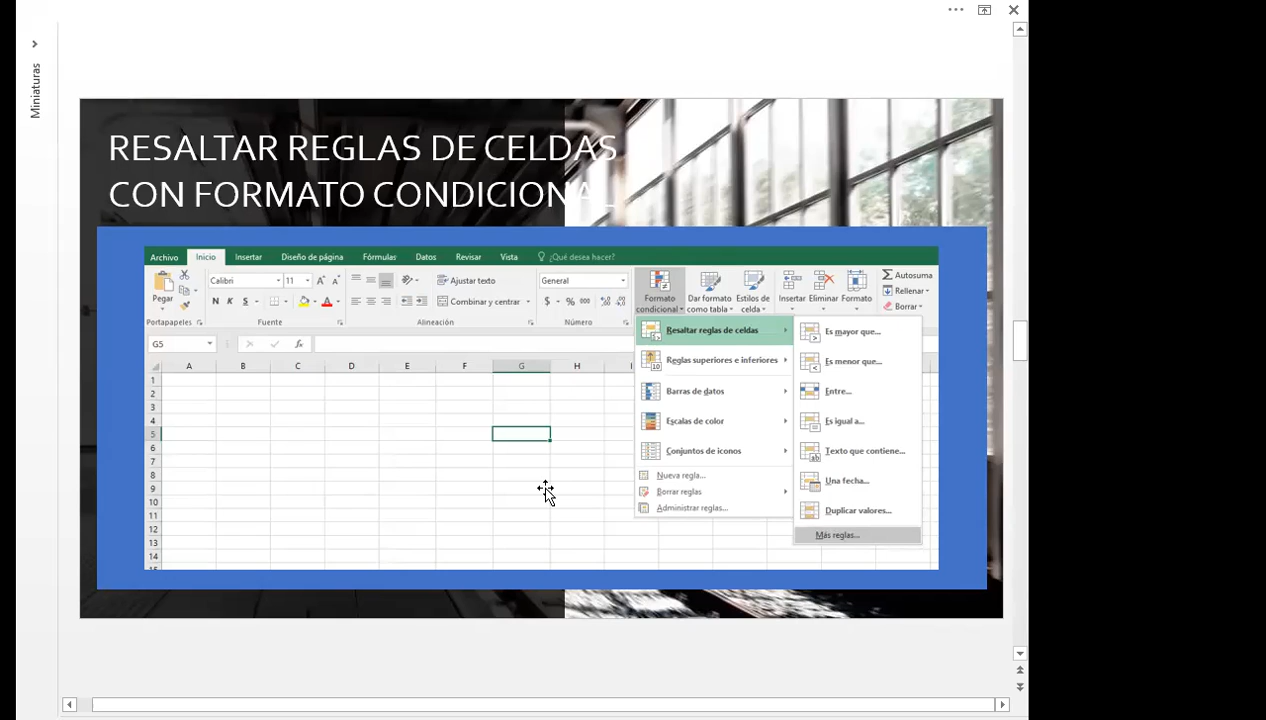 Miniaturas
RESALTAR REGLAS DE CELDAS
CON FORMATO CONDICIONAL
Archivo Inicio Insertar Diseño de página Fórmulas Datos Revisar Vista ¿Qué desea hacer?
Pegar
Calibri 11
N K S A
Ajustar texto
Combinar y centrar
General
$ % 000
Formato condicional
Dar formato como tabla
Estilos de celda
Insertar Eliminar Formato
Autosuma
Rellenar
Borrar
Portapapeles Fuente Alineación Número
G5 fx
A B C D E F G H I
1
2
3
4
5
6
7
8
9
10
11
12
13
14
15
Resaltar reglas de celdas
Reglas superiores e inferiores
Barras de datos
Escalas de color
Conjuntos de iconos
Nueva regla...
Borrar reglas
Administrar reglas...
Es mayor que...
Es menor que...
Entre...
Es igual a...
Texto que contiene...
Una fecha...
Duplicar valores...
Más reglas...